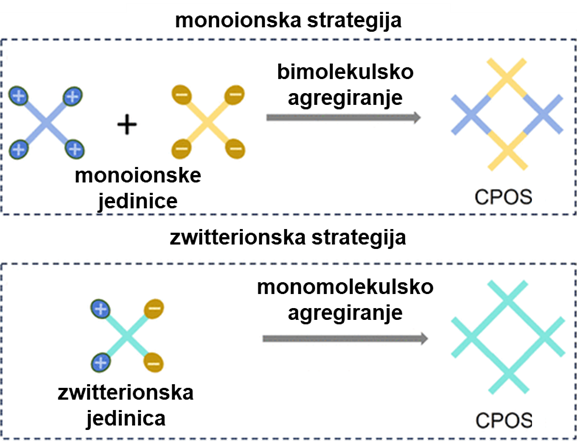 monoionska strategija
bimolekulsko
agregiranje
+
monoionske
jedinice
CPOS
zwitterionska strategija
monomolekulsko
agregiranje
zwitterionska
jedinica
CPOS